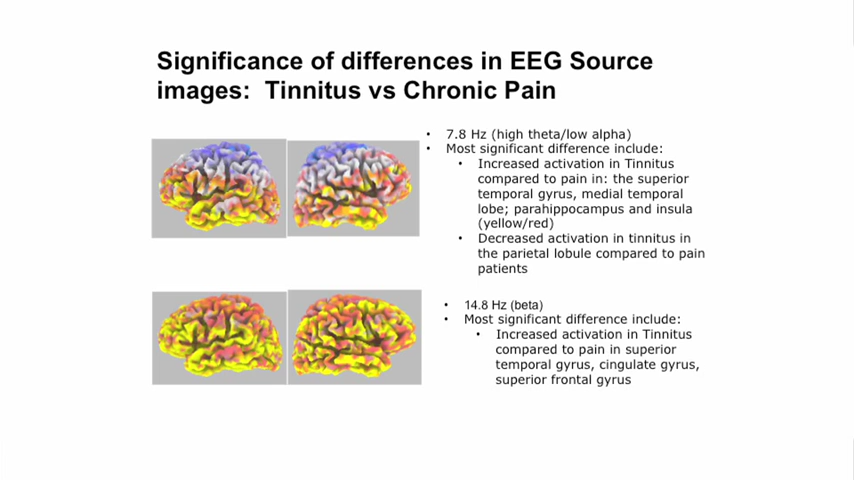 Significance of differences in EEG Source
images:  Tinnitus vs Chronic Pain
• 7.8 Hz (high theta/low alpha)
• Most significant difference include:
• Increased activation in Tinnitus
compared to pain in: the superior
temporal gyrus, medial temporal
lobe; parahippocampus and insula
(yellow/red)
• Decreased activation in tinnitus in
the parietal lobule compared to pain
patients
• 14.8 Hz (beta)
• Most significant difference include:
• Increased activation in Tinnitus
compared to pain in superior
temporal gyrus, cingulate gyrus,
superior frontal gyrus